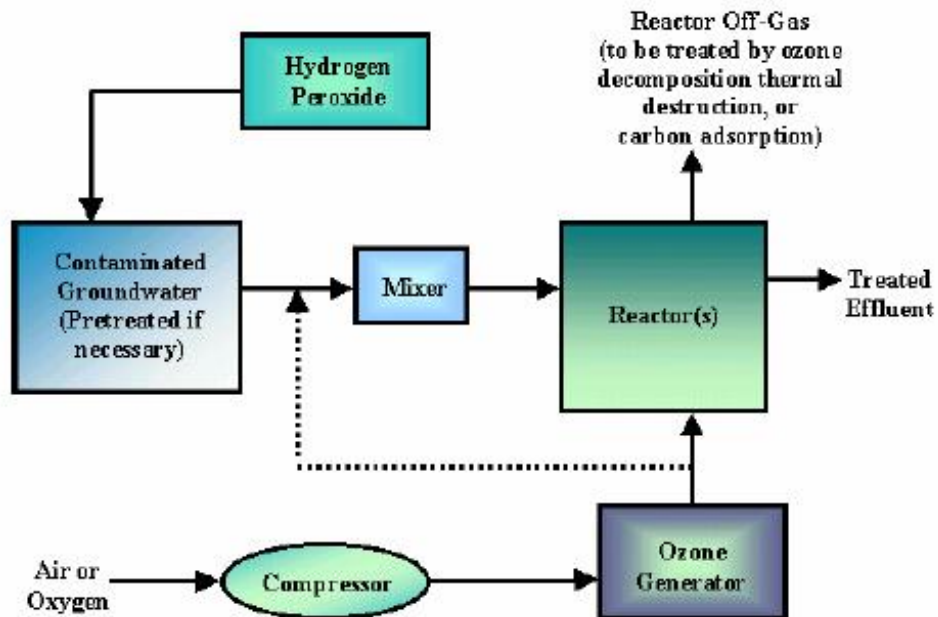 Hydrogen
Peroxide
Reactor Off-Gas
(to be treated by ozone
decomposition thermal
destruction, or
carbon adsorption)
Contaminated
Groundwater
(Pretreated if
necessary)
Mixer
Reactor(s)
Treated
Effluent
Air or
Oxygen
Compressor
Ozone
Generator